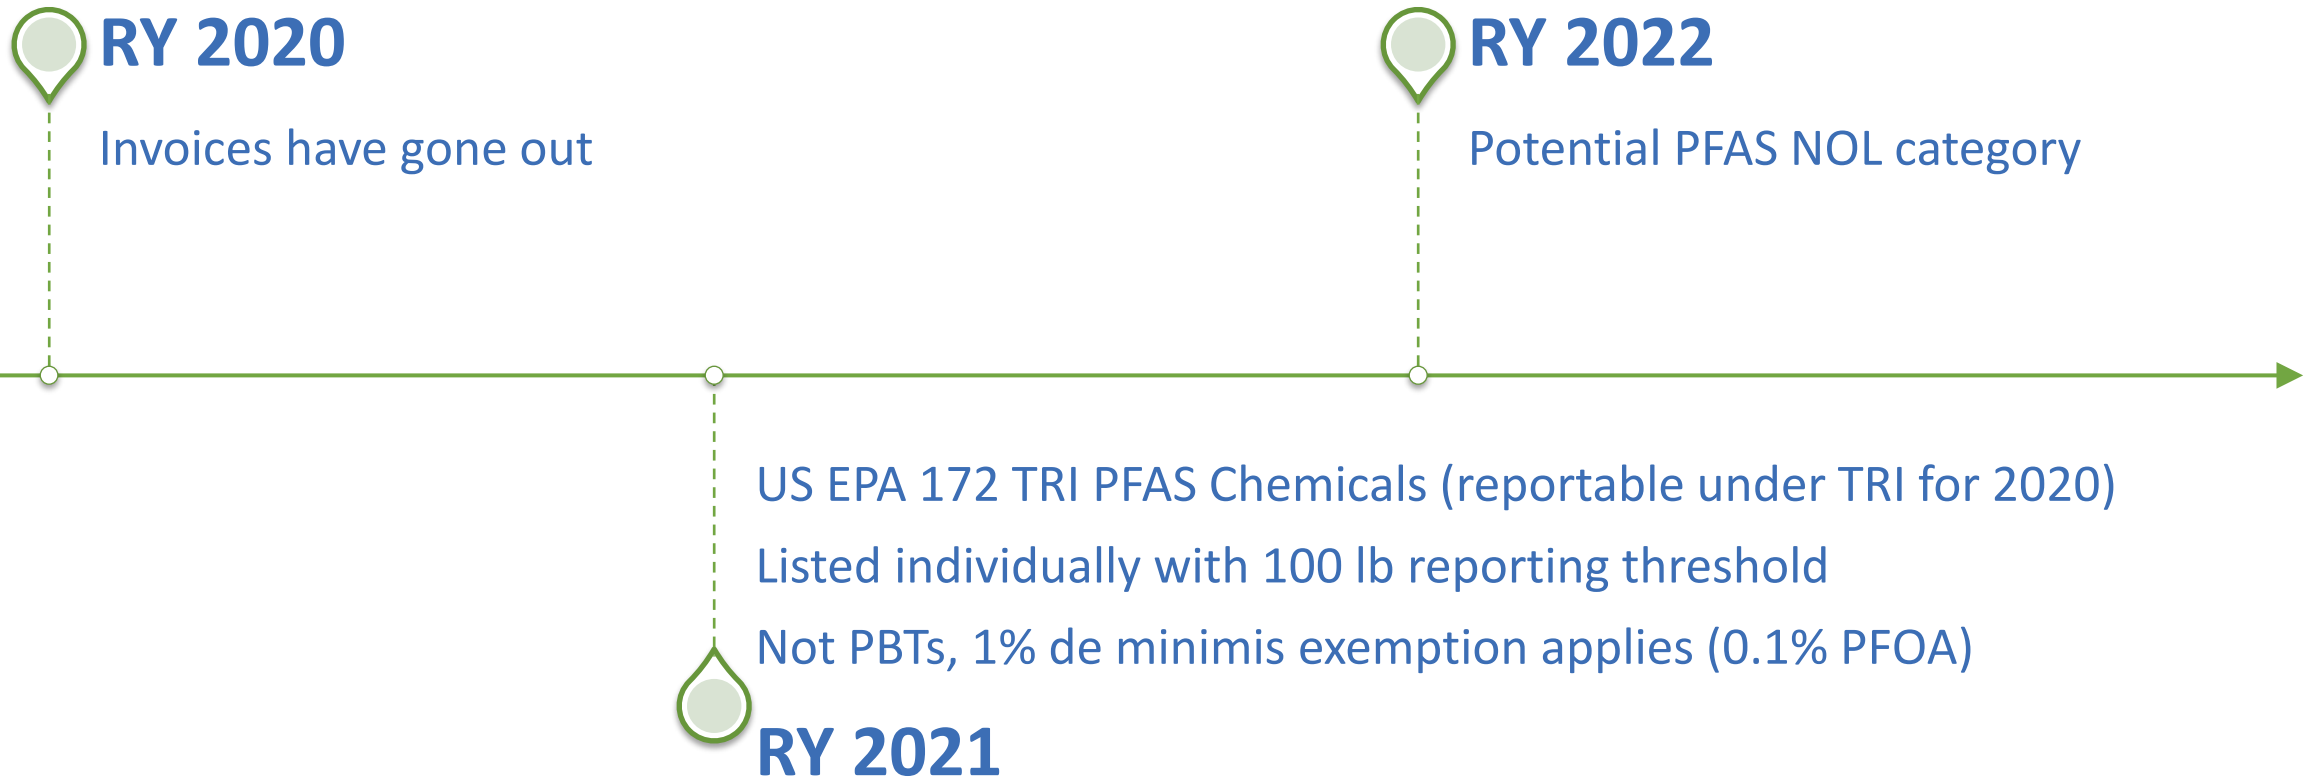 RY 2020
Invoices have gone out
RY 2022
Potential PFAS NOL category
US EPA 172 TRI PFAS Chemicals (reportable under TRI for 2020)
Listed individually with 100 lb reporting threshold
Not PBTs, 1% de minimis exemption applies (0.1% PFOA)
RY 2021